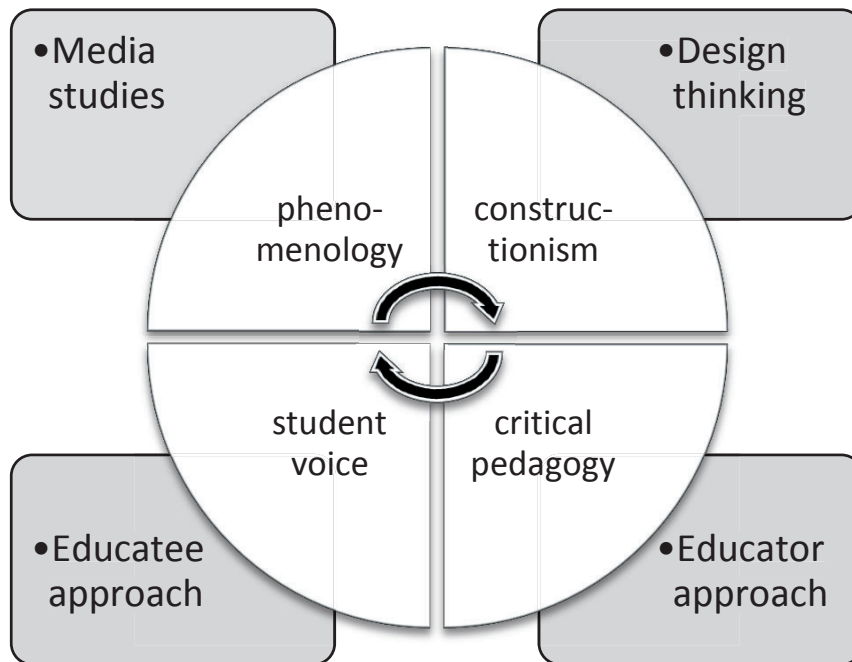 •Media
studies
•Design
thinking
pheno-
menology
construc-
tionism
student
voice
critical
pedagogy
•Educatee
approach
•Educator
approach